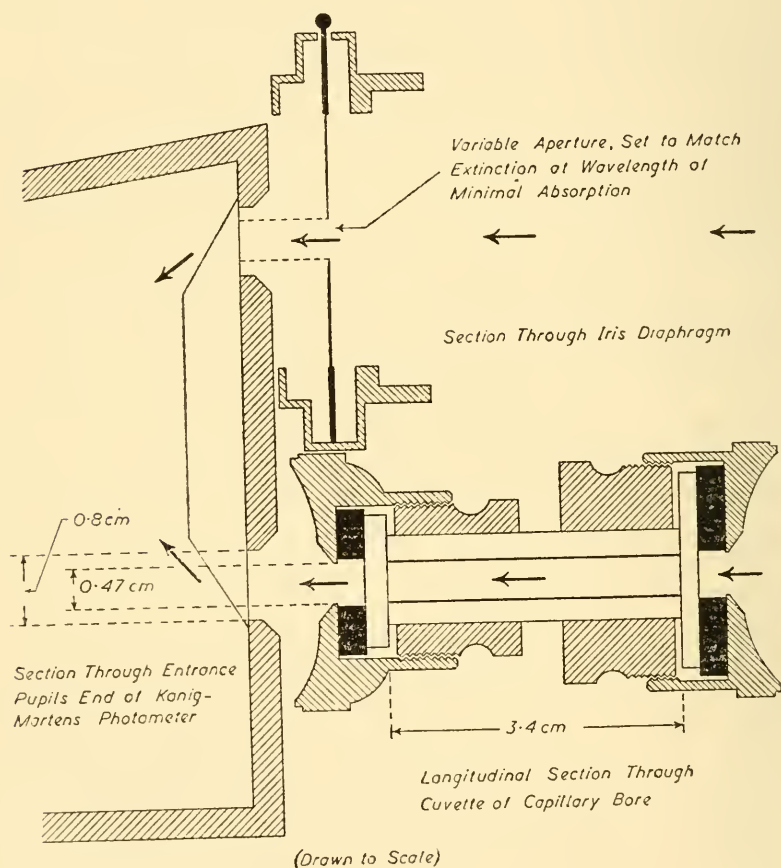 Variable Aperture, Set to Match
Extinction at Wavelength of
Minimal Absorption
Section Through Iris Diaphragm
0·8 cm
0·47 cm
Section Through Entrance
Pupils End of Konig-
Martens Photometer
3·4 cm
Longitudinal Section Through
Cuvette of Capillary Bore
(Drawn to Scale)